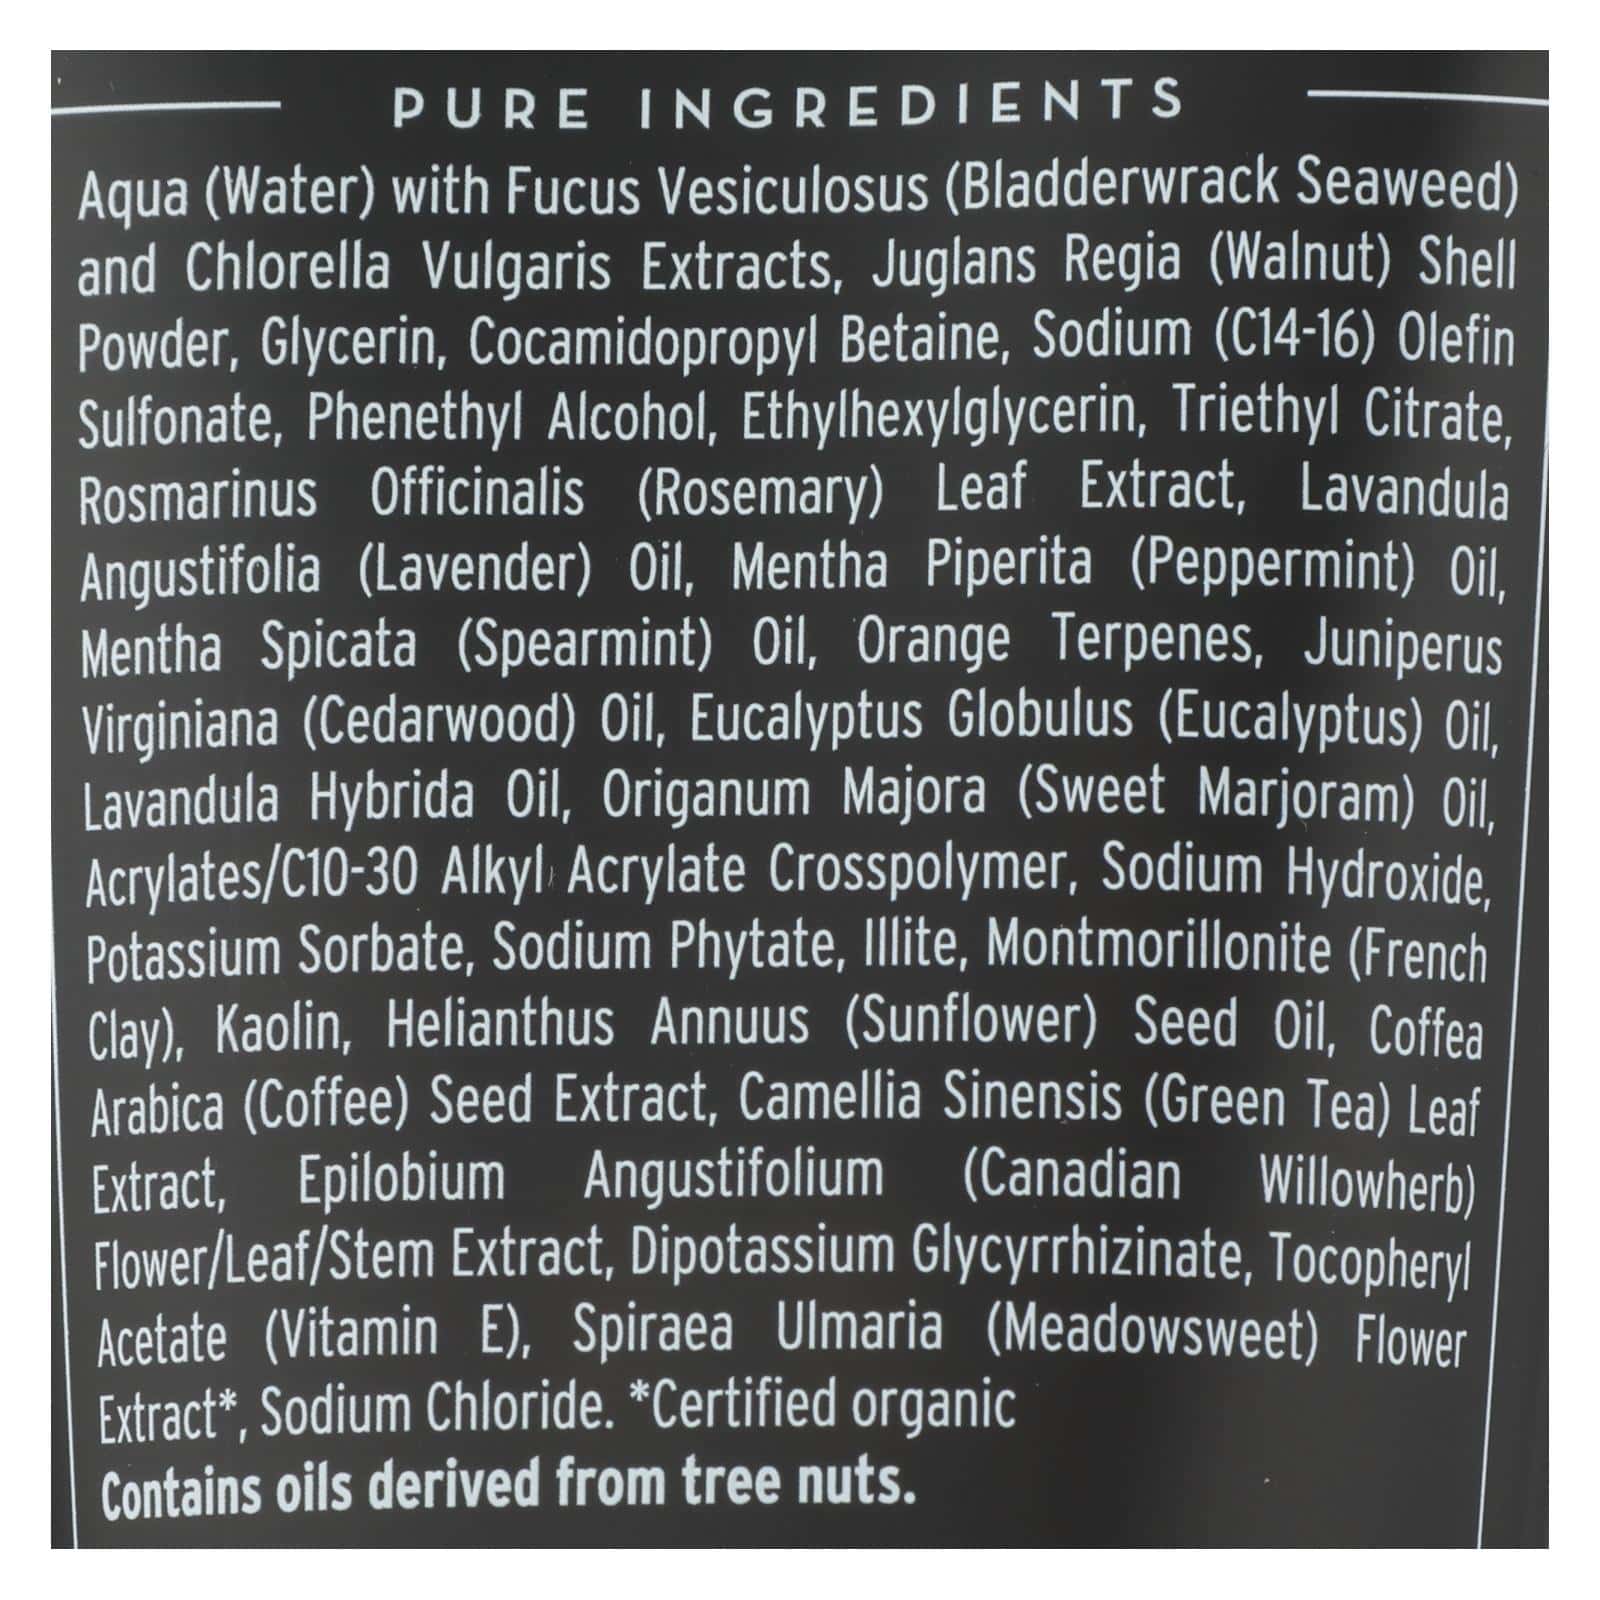 PURE INGREDIENTS
Aqua (Water) with Fucus Vesiculosus (Bladderwrack Seaweed)
and Chlorella Vulgaris Extracts, Juglans Regia (Walnut) Shell
Powder, Glycerin, Cocamidopropyl Betaine, Sodium (C14-16) Olefin
Sulfonate, Phenethyl Alcohol, Ethylhexylglycerin, Triethyl Citrate,
Rosmarinus Officinalis (Rosemary) Leaf Extract, Lavandula
Angustifolia (Lavender) Oil, Mentha Piperita (Peppermint) Oil,
Mentha Spicata (Spearmint) Oil, Orange Terpenes, Juniperus
Virginiana (Cedarwood) Oil, Eucalyptus Globulus (Eucalyptus) Oil,
Lavandula Hybrida Oil, Origanum Majora (Sweet Marjoram) Oil,
Acrylates/C10-30 Alkyl Acrylate Crosspolymer, Sodium Hydroxide,
Potassium Sorbate, Sodium Phytate, Illite, Montmorillonite (French
Clay), Kaolin, Helianthus Annuus (Sunflower) Seed Oil, Coffea
Arabica (Coffee) Seed Extract, Camellia Sinensis (Green Tea) Leaf
Extract, Epilobium Angustifolium (Canadian Willowherb)
Flower/Leaf/Stem Extract, Dipotassium Glycyrrhizinate, Tocopheryl
Acetate (Vitamin E), Spiraea Ulmaria (Meadowsweet) Flower
Extract*, Sodium Chloride. *Certified organic
Contains oils derived from tree nuts.